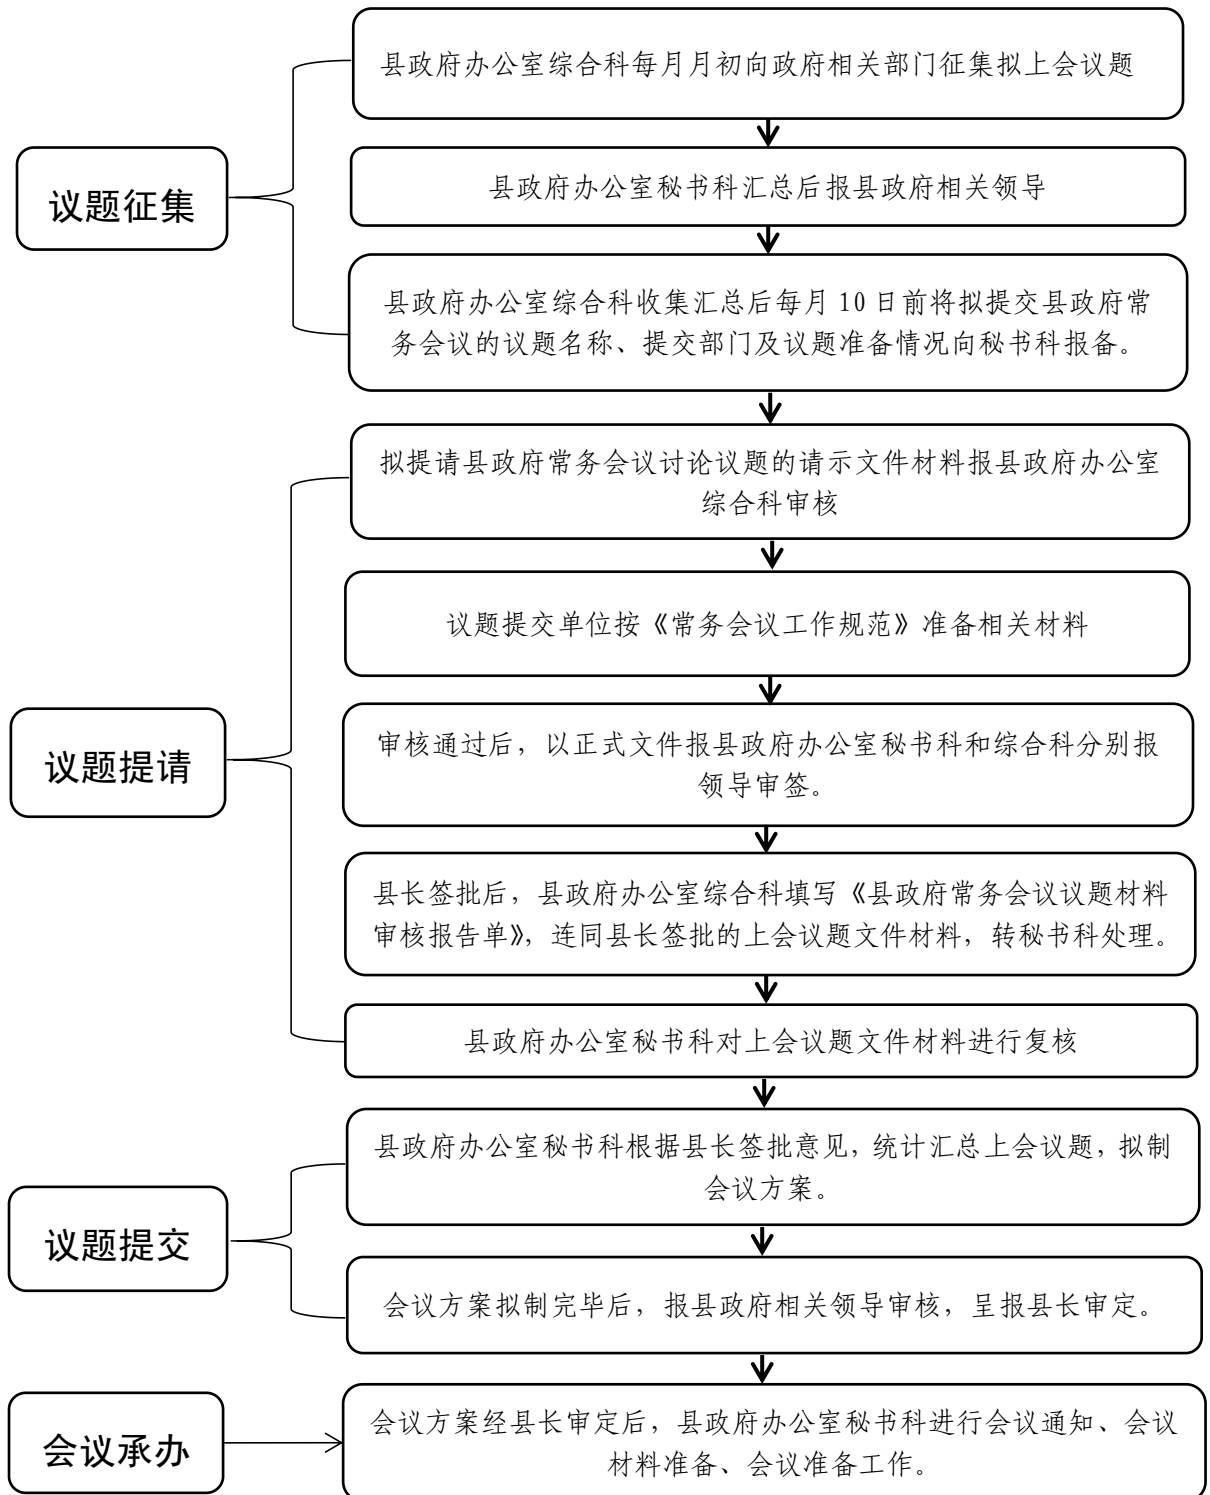 县政府办公室综合科每月月初向政府相关部门征集拟上会议题
议题征集
县政府办公室秘书科汇总后报县政府相关领导
县政府办公室综合科收集汇总后每月 10 日前将拟提交县政府常
务会议的议题名称、提交部门及议题准备情况向秘书科报备。
拟提请县政府常务会议讨论议题的请示文件材料报县政府办公室
综合科审核
议题提交单位按《常务会议工作规范》准备相关材料
议题提请
审核通过后，以正式文件报县政府办公室秘书科和综合科分别报
领导审签。
县长签批后，县政府办公室综合科填写《县政府常务会议议题材料
审核报告单》，连同县长签批的上会议题文件材料，转秘书科处理。
县政府办公室秘书科对上会议题文件材料进行复核
县政府办公室秘书科根据县长签批意见，统计汇总上会议题，拟制
会议方案。
议题提交
会议方案拟制完毕后，报县政府相关领导审核，呈报县长审定。
会议承办
会议方案经县长审定后，县政府办公室秘书科进行会议通知、会议
材料准备、会议准备工作。